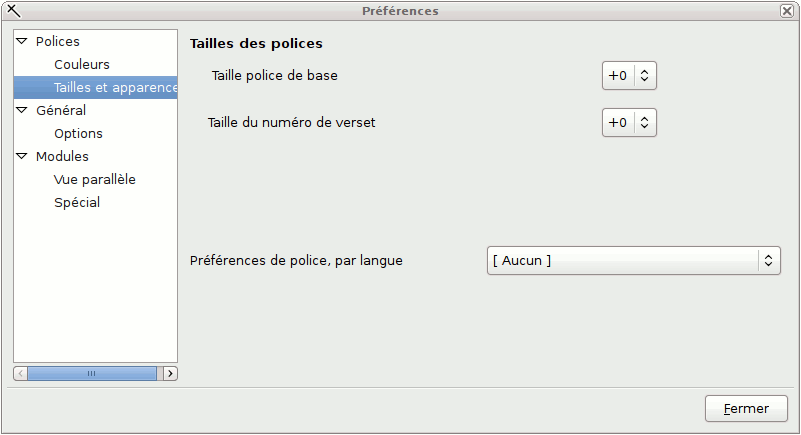 Préférences
Polices
Couleurs
Tailles et apparence
Général
Options
Modules
Vue parallèle
Spécial
Tailles des polices
Taille police de base
+0
Taille du numéro de verset
+0
Préférences de police, par langue
[ Aucun ]
Fermer